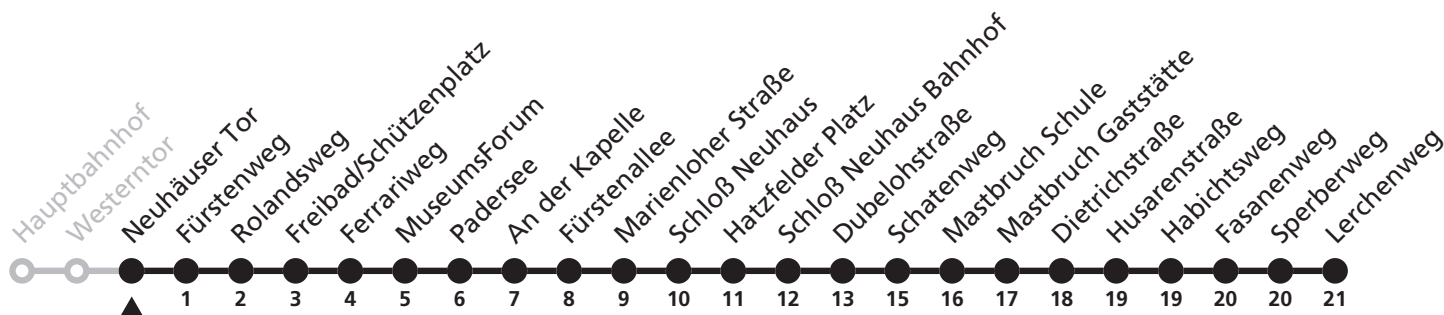 Hauptbahnhof
Westerntor
Neuhäuser Tor
Fürstenweg
Rolandsweg
Freibad/Schützenplatz
Ferrariweg
MuseumsForum
Padersee
An der Kapelle
Fürstenallee
Marienloher Straße
Schloß Neuhaus
Hatzfelder Platz
Schloß Neuhaus Bahnhof
Dubelohstraße
Schatenweg
Mastbruch Schule
Mastbruch Gaststätte
Dietrichstraße
Husarenstraße
Habichtsweg
Fasanenweg
Sperberweg
Lerchenweg
1 2 3 4 5 6 7 8 9 10 11 12 13 15 16 17 18 19 19 20 20 21